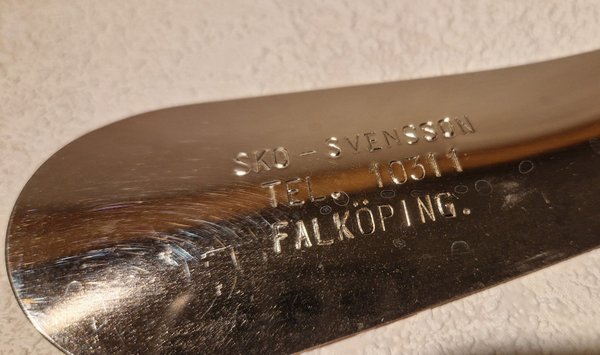 SKO-SVENSSON
TEL. 10311
FALKÖPING.